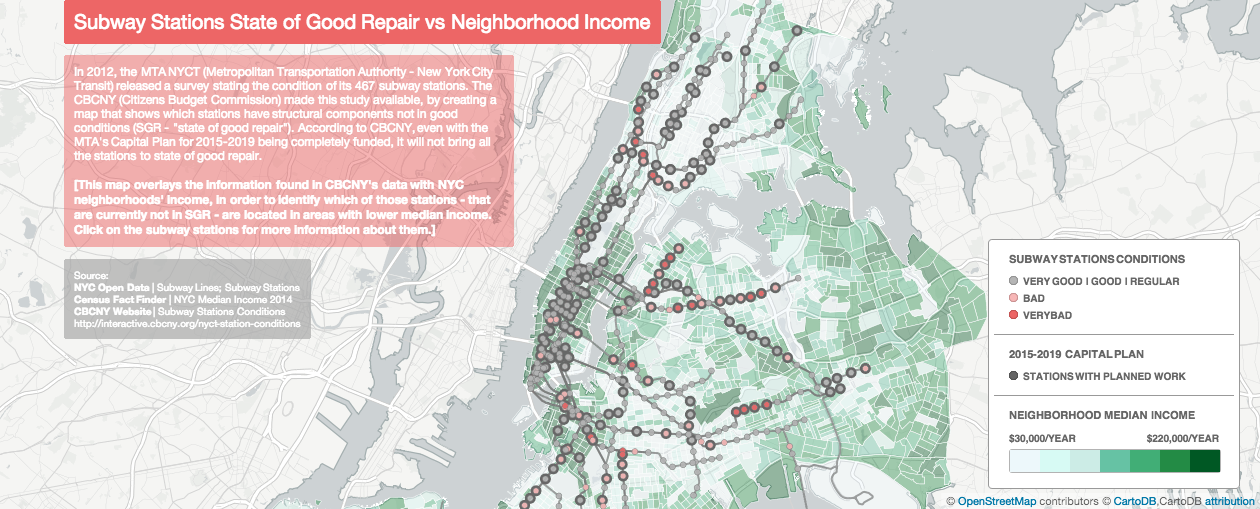 Subway Stations State of Good Repair vs Neighborhood Income
In 2012, the MTA NYCT (Metropolitan Transportation Authority - New York City
Transit) released a survey stating the condition of its 467 subway stations. The
CBCNY (Citizens Budget Commission) made this study available, by creating a
map that shows which stations have structural components not in good
conditions (SGR - "state of good repair"). According to CBCNY, even with the
MTA's Capital Plan for 2015-2019 being completely funded, it will not bring all
the stations to state of good repair.
[This map overlays the information found in CBCNY's data with NYC
neighborhoods' income, in order to identify which of those stations - that
are currently not in SGR - are located in areas with lower median income.
Click on the subway stations for more information about them.]
Source:
NYC Open Data | Subway Lines; Subway Stations
Census Fact Finder | NYC Median Income 2014
CBCNY Website | Subway Stations Conditions
http://interactive.cbcny.org/nyct-station-conditions
SUBWAY STATIONS CONDITIONS
VERY GOOD | GOOD | REGULAR
BAD
VERY BAD
2015-2019 CAPITAL PLAN
STATIONS WITH PLANNED WORK
NEIGHBORHOOD MEDIAN INCOME
$30,000/YEAR $220,000/YEAR
© OpenStreetMap contributors © CartoDB,CartoDB attribution